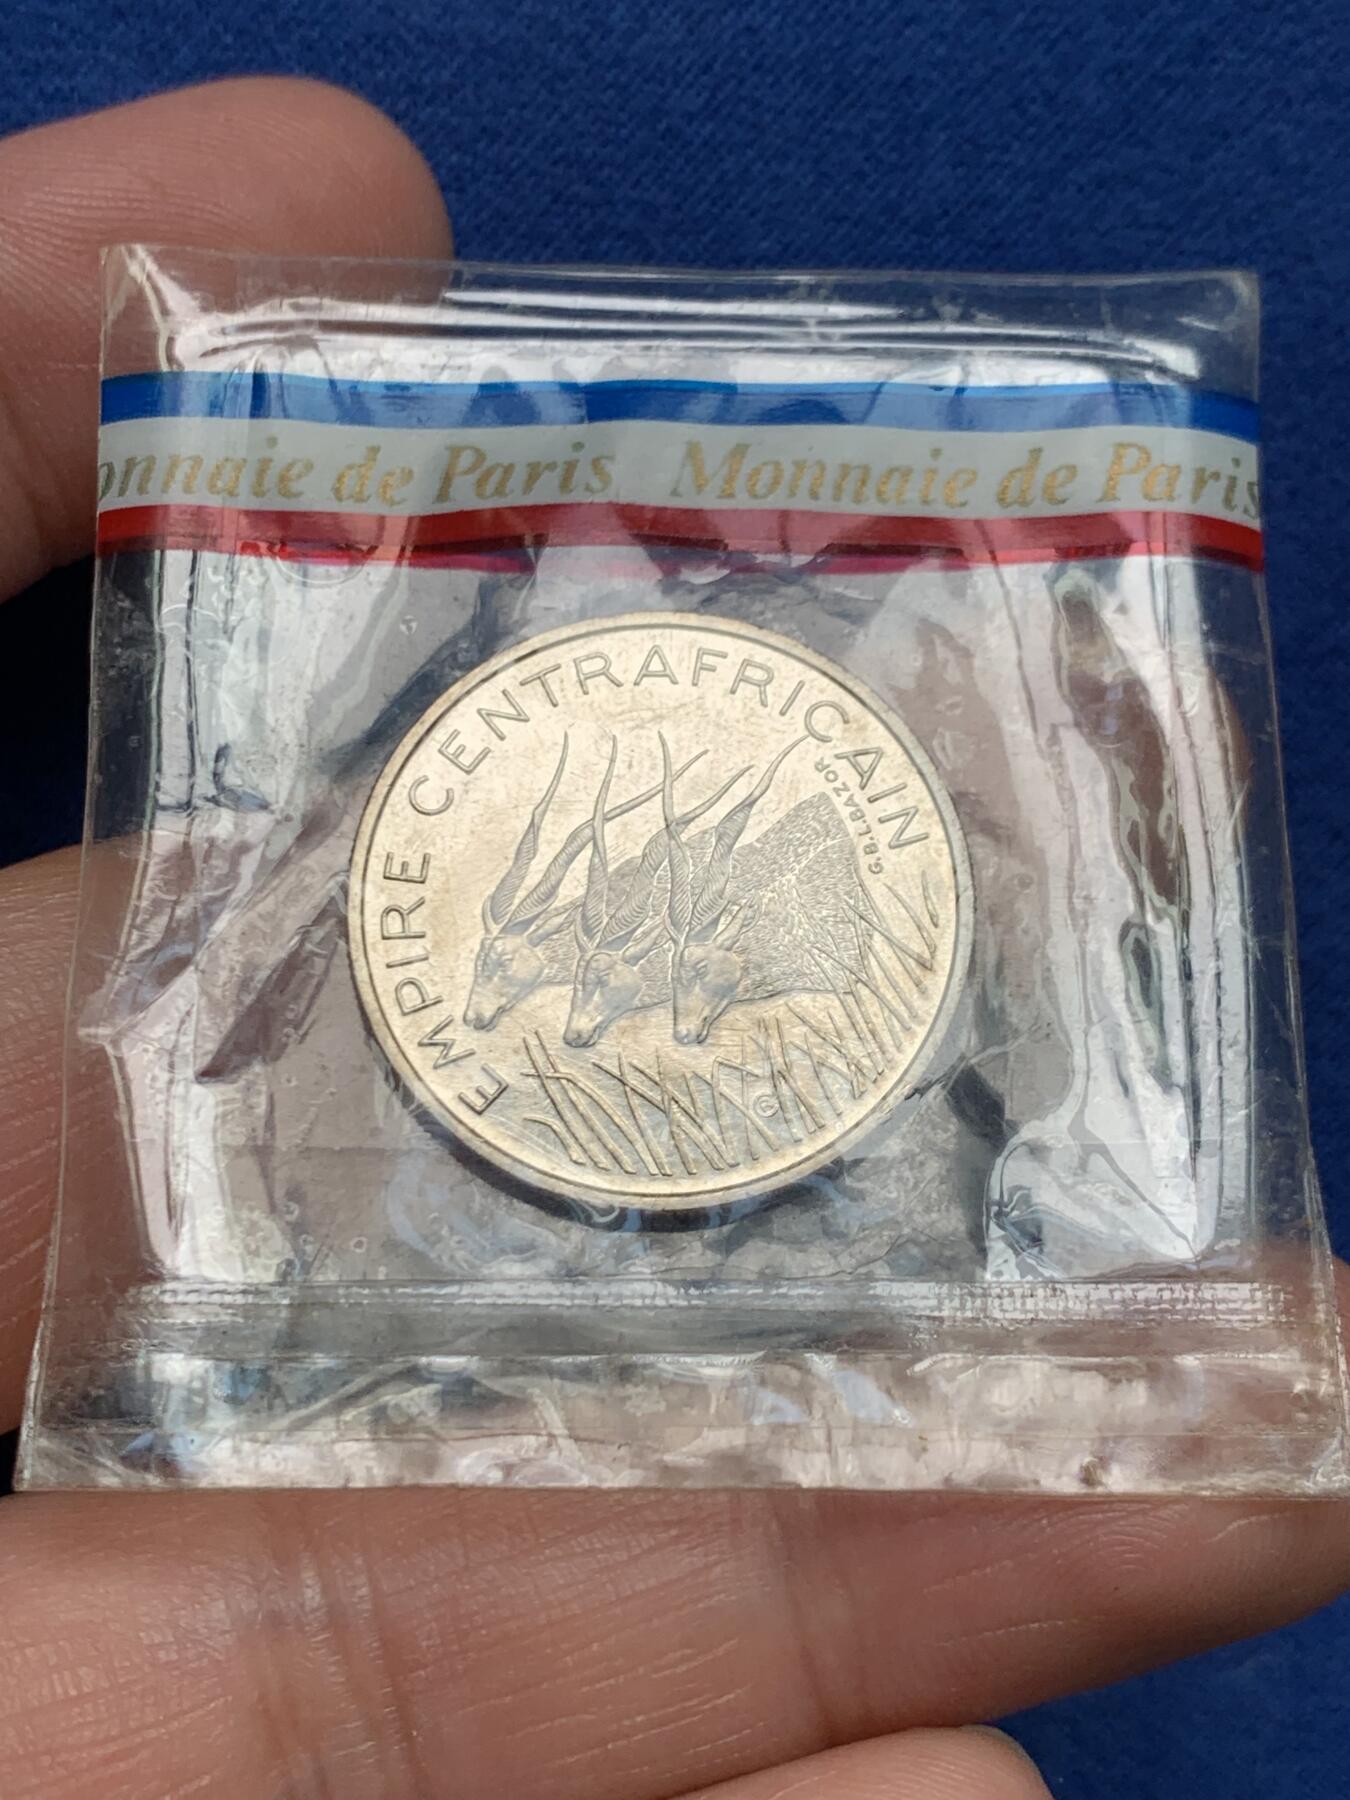 onnaie de Paris Monnaie de Paris
EMPIRE CENTRAFRICAIN
G.B.L.BAZOR